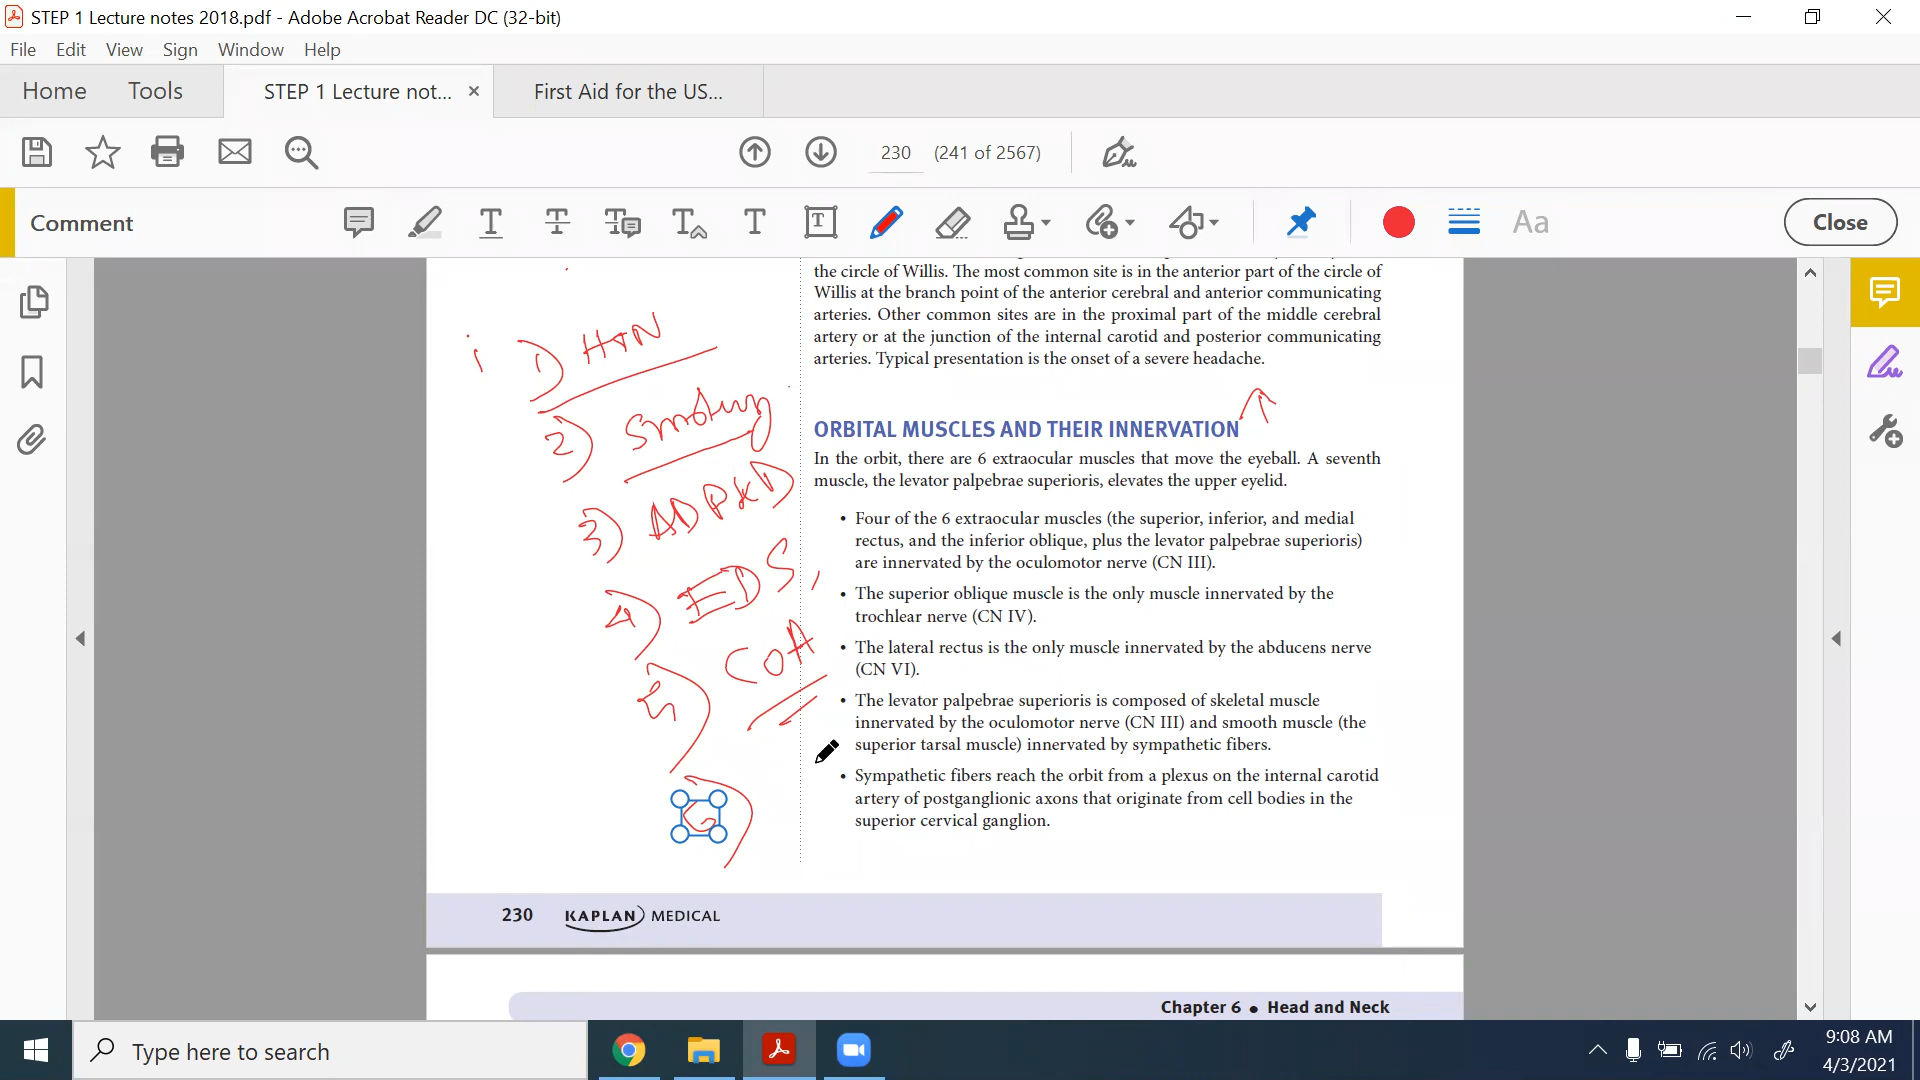 STEP 1 Lecture notes 2018.pdf - Adobe Acrobat Reader DC (32-bit)
File Edit View Sign Window Help
Home Tools STEP 1 Lecture not... × First Aid for the US...
230 (241 of 2567)
Comment
Aa
Close
the circle of Willis. The most common site is in the anterior part of the circle of
Willis at the branch point of the anterior cerebral and anterior communicating
arteries. Other common sites are in the proximal part of the middle cerebral
artery or at the junction of the internal carotid and posterior communicating
arteries. Typical presentation is the onset of a severe headache.
1) HTN
2) Smoking
3) ADPKD
4) EDS,
5) COA
6)
ORBITAL MUSCLES AND THEIR INNERVATION
In the orbit, there are 6 extraocular muscles that move the eyeball. A seventh
muscle, the levator palpebrae superioris, elevates the upper eyelid.
• Four of the 6 extraocular muscles (the superior, inferior, and medial
rectus, and the inferior oblique, plus the levator palpebrae superioris)
are innervated by the oculomotor nerve (CN III).
• The superior oblique muscle is the only muscle innervated by the
trochlear nerve (CN IV).
• The lateral rectus is the only muscle innervated by the abducens nerve
(CN VI).
• The levator palpebrae superioris is composed of skeletal muscle
innervated by the oculomotor nerve (CN III) and smooth muscle (the
superior tarsal muscle) innervated by sympathetic fibers.
• Sympathetic fibers reach the orbit from a plexus on the internal carotid
artery of postganglionic axons that originate from cell bodies in the
superior cervical ganglion.
230 KAPLAN MEDICAL
Chapter 6 • Head and Neck
Type here to search
9:08 AM
4/3/2021